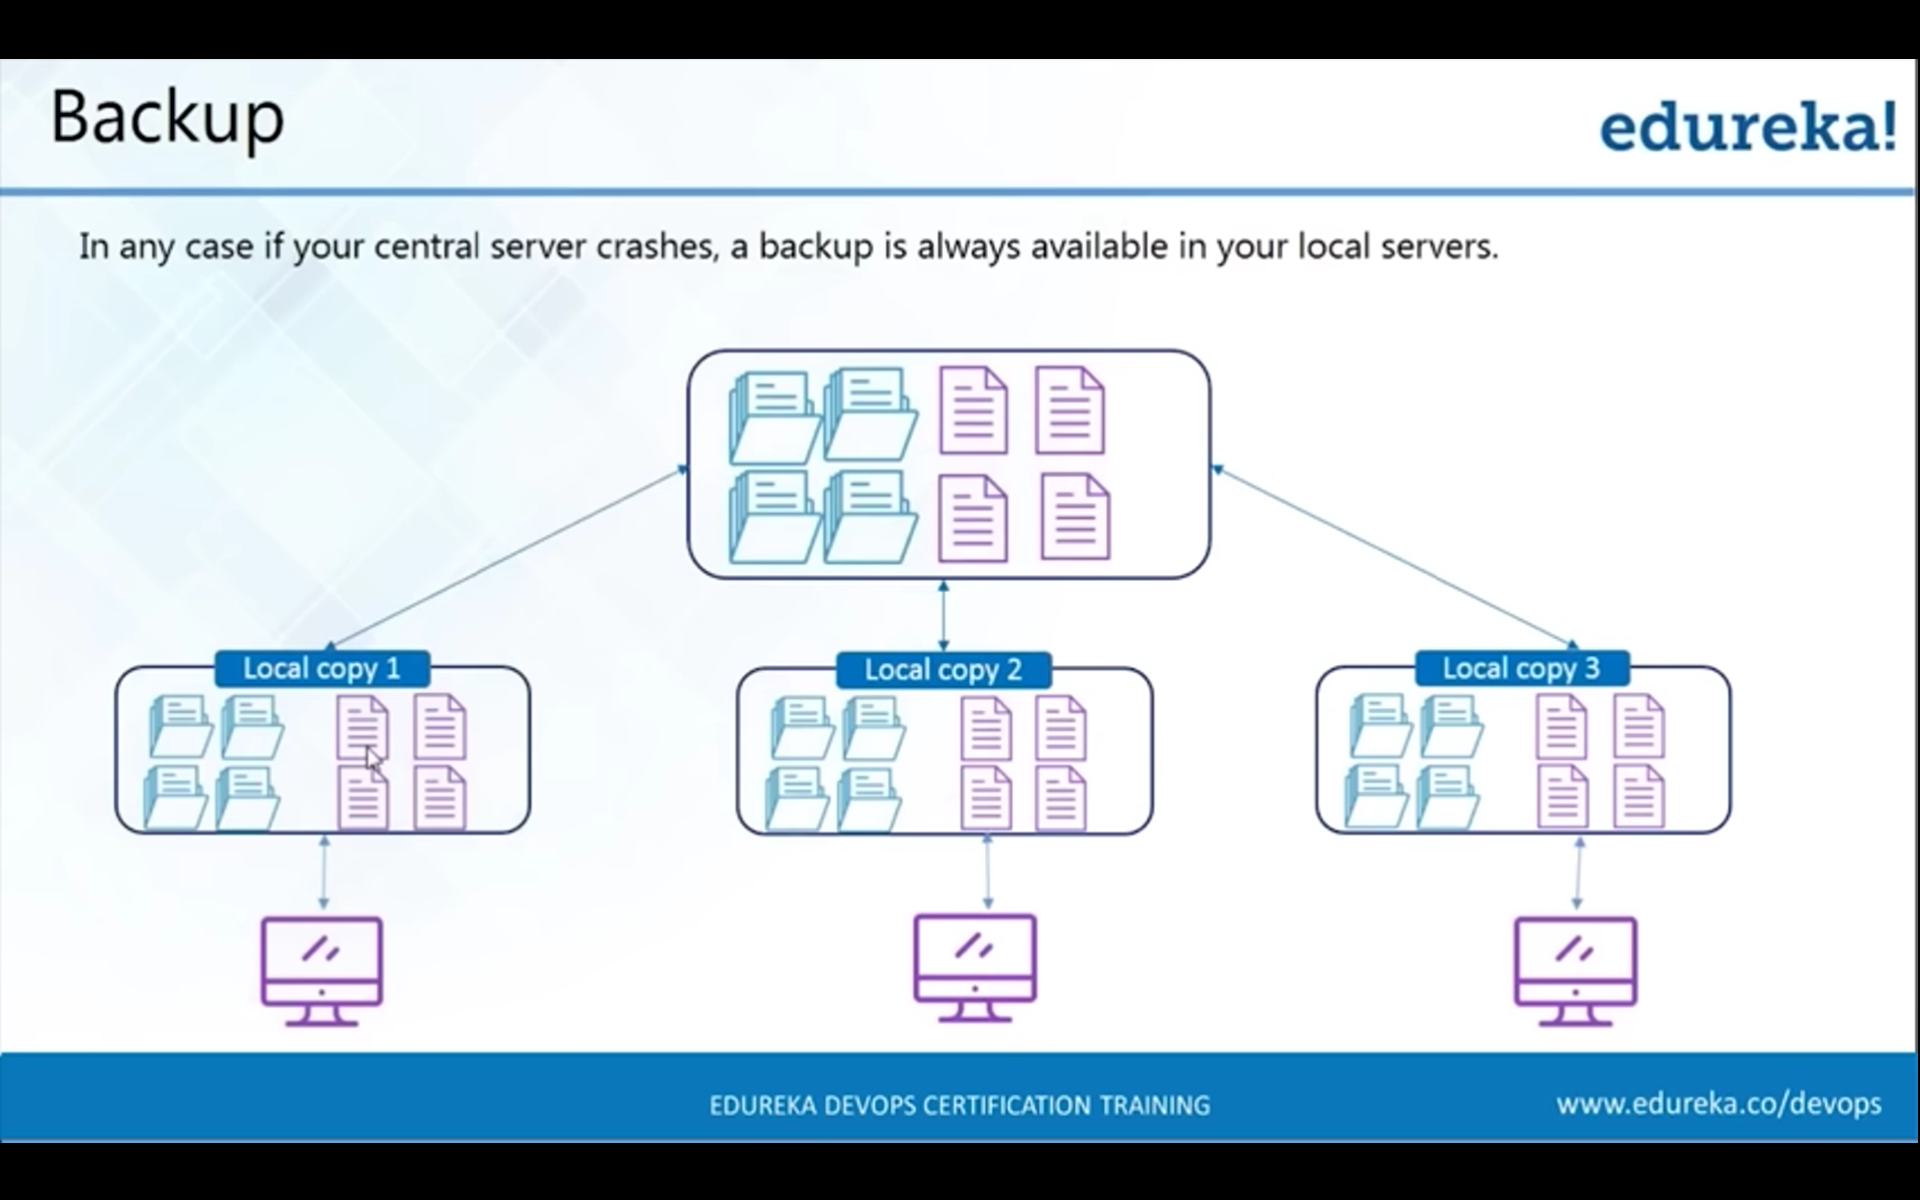 Backup
edureka!
In any case if your central server crashes, a backup is always available in your local servers.
Local copy 1
Local copy 2
Local copy 3
EDUREKA DEVOPS CERTIFICATION TRAINING
www.edureka.co/devops